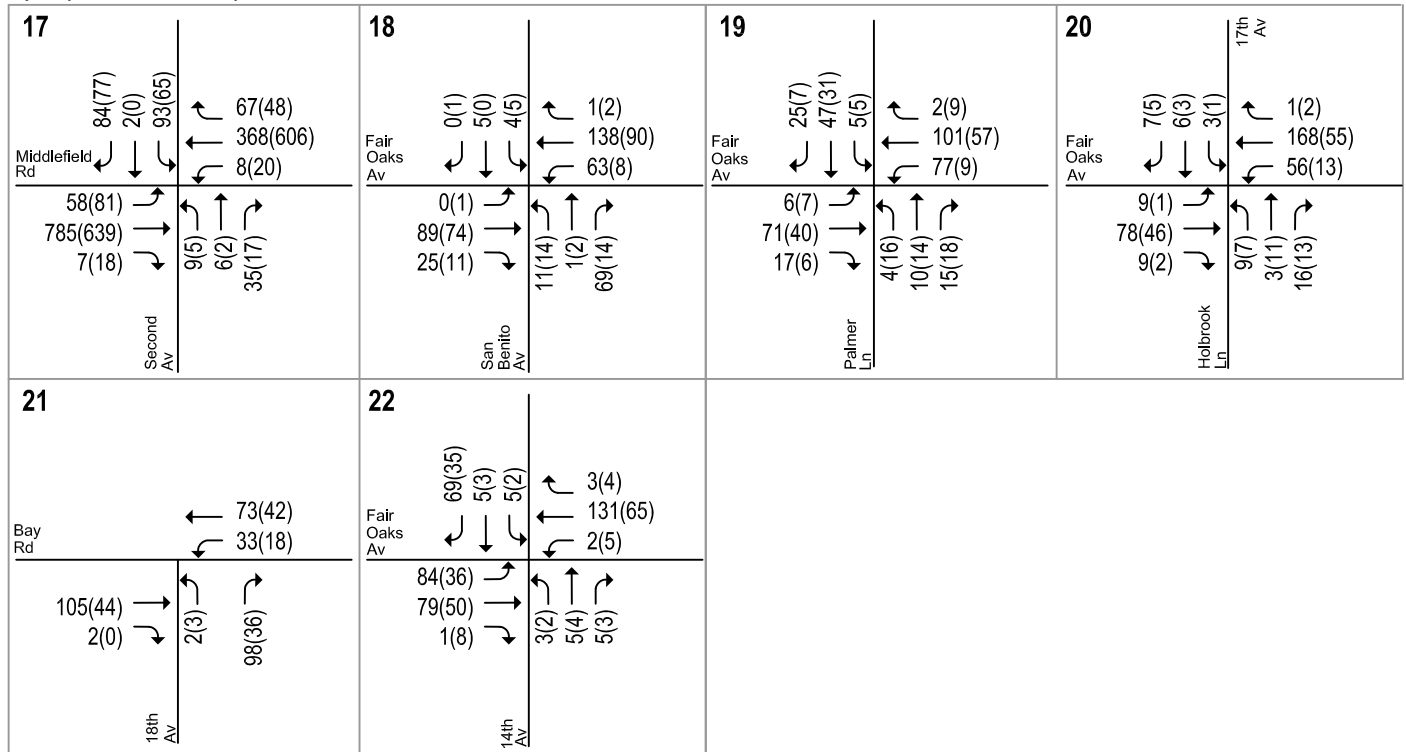 17
84(77)
2(0)
93(65)
67(48)
368(606)
8(20)
Middlefield
Rd
58(81)
785(639)
7(18)
9(5)
6(2)
35(17)
Second
Av
18
0(1)
5(0)
4(5)
1(2)
138(90)
63(8)
Fair
Oaks
Av
0(1)
89(74)
25(11)
11(14)
1(2)
69(14)
San
Benito
Av
19
25(7)
47(31)
5(5)
2(9)
101(57)
77(9)
Fair
Oaks
Av
6(7)
71(40)
17(6)
4(16)
10(14)
15(18)
Palmer
Ln
20
17th
Av
7(5)
6(3)
3(1)
1(2)
168(55)
56(13)
Fair
Oaks
Av
9(1)
78(46)
9(2)
9(7)
3(11)
16(13)
Holbrook
Ln
21
73(42)
33(18)
Bay
Rd
105(44)
2(0)
2(3)
98(36)
18th
Av
22
69(35)
5(3)
5(2)
3(4)
131(65)
2(5)
Fair
Oaks
Av
84(36)
79(50)
1(8)
3(2)
5(4)
5(3)
14th
Av